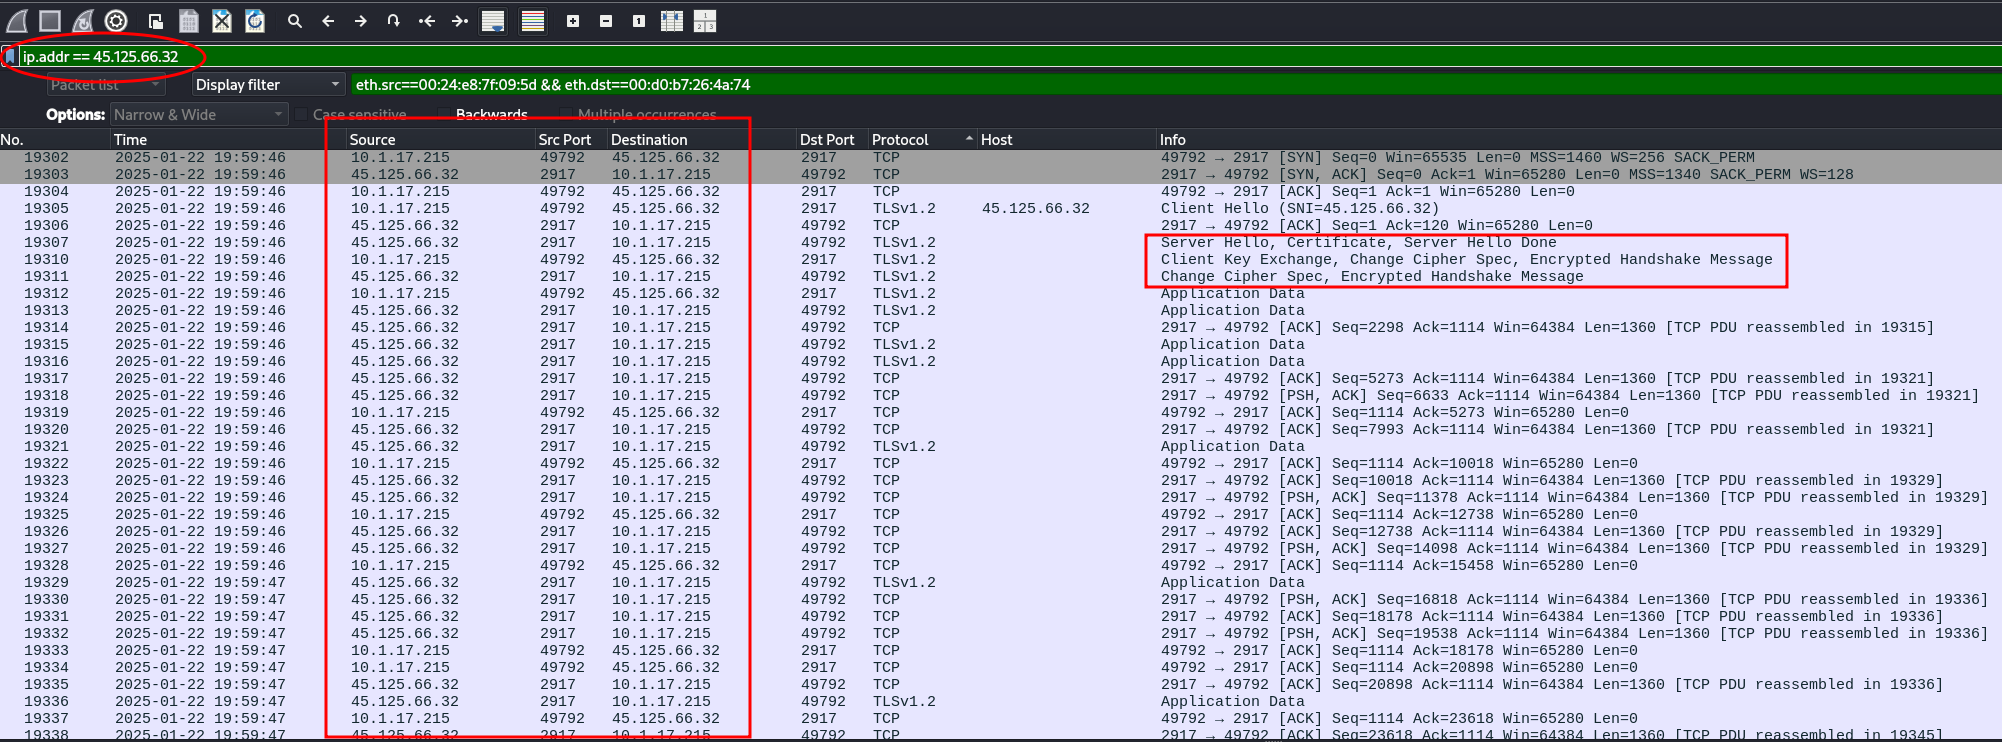 ip.addr == 45.125.66.32
Packet list Display filter eth.src==00:24:e8:7f:09:5d && eth.dst==00:d0:b7:26:4a:74
Options: Narrow & Wide Case sensitive Backwards Multiple occurrences
No. Time Source Src Port Destination Dst Port Protocol Host Info
19302 2025-01-22 19:59:46 10.1.17.215 49792 45.125.66.32 2917 TCP 49792 → 2917 [SYN] Seq=0 Win=65535 Len=0 MSS=1460 WS=256 SACK_PERM
19303 2025-01-22 19:59:46 45.125.66.32 2917 10.1.17.215 49792 TCP 2917 → 49792 [SYN, ACK] Seq=0 Ack=1 Win=65280 Len=0 MSS=1340 SACK_PERM WS=128
19304 2025-01-22 19:59:46 10.1.17.215 49792 45.125.66.32 2917 TCP 49792 → 2917 [ACK] Seq=1 Ack=1 Win=65280 Len=0
19305 2025-01-22 19:59:46 10.1.17.215 49792 45.125.66.32 2917 TLSv1.2 45.125.66.32 Client Hello (SNI=45.125.66.32)
19306 2025-01-22 19:59:46 45.125.66.32 2917 10.1.17.215 49792 TCP 2917 → 49792 [ACK] Seq=1 Ack=120 Win=65280 Len=0
19307 2025-01-22 19:59:46 45.125.66.32 2917 10.1.17.215 49792 TLSv1.2 Server Hello, Certificate, Server Hello Done
19310 2025-01-22 19:59:46 10.1.17.215 49792 45.125.66.32 2917 TLSv1.2 Client Key Exchange, Change Cipher Spec, Encrypted Handshake Message
19311 2025-01-22 19:59:46 45.125.66.32 2917 10.1.17.215 49792 TLSv1.2 Change Cipher Spec, Encrypted Handshake Message
19312 2025-01-22 19:59:46 10.1.17.215 49792 45.125.66.32 2917 TLSv1.2 Application Data
19313 2025-01-22 19:59:46 45.125.66.32 2917 10.1.17.215 49792 TLSv1.2 Application Data
19314 2025-01-22 19:59:46 45.125.66.32 2917 10.1.17.215 49792 TCP 2917 → 49792 [ACK] Seq=2298 Ack=1114 Win=64384 Len=1360 [TCP PDU reassembled in 19315]
19315 2025-01-22 19:59:46 45.125.66.32 2917 10.1.17.215 49792 TLSv1.2 Application Data
19316 2025-01-22 19:59:46 45.125.66.32 2917 10.1.17.215 49792 TLSv1.2 Application Data
19317 2025-01-22 19:59:46 45.125.66.32 2917 10.1.17.215 49792 TCP 2917 → 49792 [ACK] Seq=5273 Ack=1114 Win=64384 Len=1360 [TCP PDU reassembled in 19321]
19318 2025-01-22 19:59:46 45.125.66.32 2917 10.1.17.215 49792 TCP 2917 → 49792 [PSH, ACK] Seq=6633 Ack=1114 Win=64384 Len=1360 [TCP PDU reassembled in 19321]
19319 2025-01-22 19:59:46 10.1.17.215 49792 45.125.66.32 2917 TCP 49792 → 2917 [ACK] Seq=1114 Ack=5273 Win=65280 Len=0
19320 2025-01-22 19:59:46 45.125.66.32 2917 10.1.17.215 49792 TCP 2917 → 49792 [ACK] Seq=7993 Ack=1114 Win=64384 Len=1360 [TCP PDU reassembled in 19321]
19321 2025-01-22 19:59:46 45.125.66.32 2917 10.1.17.215 49792 TLSv1.2 Application Data
19322 2025-01-22 19:59:46 10.1.17.215 49792 45.125.66.32 2917 TCP 49792 → 2917 [ACK] Seq=1114 Ack=10018 Win=65280 Len=0
19323 2025-01-22 19:59:46 45.125.66.32 2917 10.1.17.215 49792 TCP 2917 → 49792 [ACK] Seq=10018 Ack=1114 Win=64384 Len=1360 [TCP PDU reassembled in 19329]
19324 2025-01-22 19:59:46 45.125.66.32 2917 10.1.17.215 49792 TCP 2917 → 49792 [PSH, ACK] Seq=11378 Ack=1114 Win=64384 Len=1360 [TCP PDU reassembled in 19329]
19325 2025-01-22 19:59:46 10.1.17.215 49792 45.125.66.32 2917 TCP 49792 → 2917 [ACK] Seq=1114 Ack=12738 Win=65280 Len=0
19326 2025-01-22 19:59:46 45.125.66.32 2917 10.1.17.215 49792 TCP 2917 → 49792 [ACK] Seq=12738 Ack=1114 Win=64384 Len=1360 [TCP PDU reassembled in 19329]
19327 2025-01-22 19:59:46 45.125.66.32 2917 10.1.17.215 49792 TCP 2917 → 49792 [PSH, ACK] Seq=14098 Ack=1114 Win=64384 Len=1360 [TCP PDU reassembled in 19329]
19328 2025-01-22 19:59:46 10.1.17.215 49792 45.125.66.32 2917 TCP 49792 → 2917 [ACK] Seq=1114 Ack=15458 Win=65280 Len=0
19329 2025-01-22 19:59:47 45.125.66.32 2917 10.1.17.215 49792 TLSv1.2 Application Data
19330 2025-01-22 19:59:47 45.125.66.32 2917 10.1.17.215 49792 TCP 2917 → 49792 [PSH, ACK] Seq=16818 Ack=1114 Win=64384 Len=1360 [TCP PDU reassembled in 19336]
19331 2025-01-22 19:59:47 45.125.66.32 2917 10.1.17.215 49792 TCP 2917 → 49792 [ACK] Seq=18178 Ack=1114 Win=64384 Len=1360 [TCP PDU reassembled in 19336]
19332 2025-01-22 19:59:47 45.125.66.32 2917 10.1.17.215 49792 TCP 2917 → 49792 [PSH, ACK] Seq=19538 Ack=1114 Win=64384 Len=1360 [TCP PDU reassembled in 19336]
19333 2025-01-22 19:59:47 10.1.17.215 49792 45.125.66.32 2917 TCP 49792 → 2917 [ACK] Seq=1114 Ack=18178 Win=65280 Len=0
19334 2025-01-22 19:59:47 10.1.17.215 49792 45.125.66.32 2917 TCP 49792 → 2917 [ACK] Seq=1114 Ack=20898 Win=65280 Len=0
19335 2025-01-22 19:59:47 45.125.66.32 2917 10.1.17.215 49792 TCP 2917 → 49792 [ACK] Seq=20898 Ack=1114 Win=64384 Len=1360 [TCP PDU reassembled in 19336]
19336 2025-01-22 19:59:47 45.125.66.32 2917 10.1.17.215 49792 TLSv1.2 Application Data
19337 2025-01-22 19:59:47 10.1.17.215 49792 45.125.66.32 2917 TCP 49792 → 2917 [ACK] Seq=1114 Ack=23618 Win=65280 Len=0
19338 2025-01-22 19:59:47 45.125.66.32 2917 10.1.17.215 49792 TCP 2917 → 49792 [ACK] Seq=23618 Ack=1114 Win=64384 Len=1360 [TCP PDU reassembled in 19345]